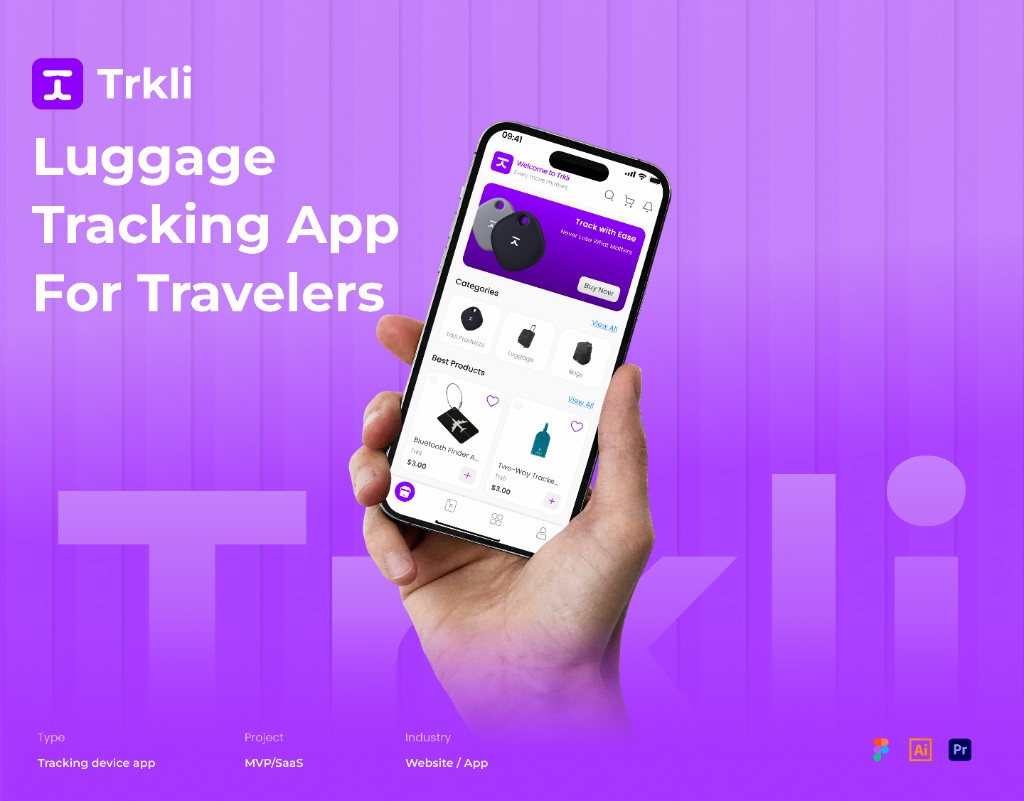 Trkli
Luggage
Tracking App
For Travelers
09:41
Welcome to Trkli
Every move matters
Track with Ease
Never Lose What Matters
Buy Now
Categories
View All
Trkli Products
Luggage
Bags
Best Products
View All
Bluetooth Finder A...
Trkli
$3.00
+
Two-Way Tracke...
Trkli
$3.00
+
Trkli
Type
Tracking device app
Project
MVP/SaaS
Industry
Website / App
Ai
Pr